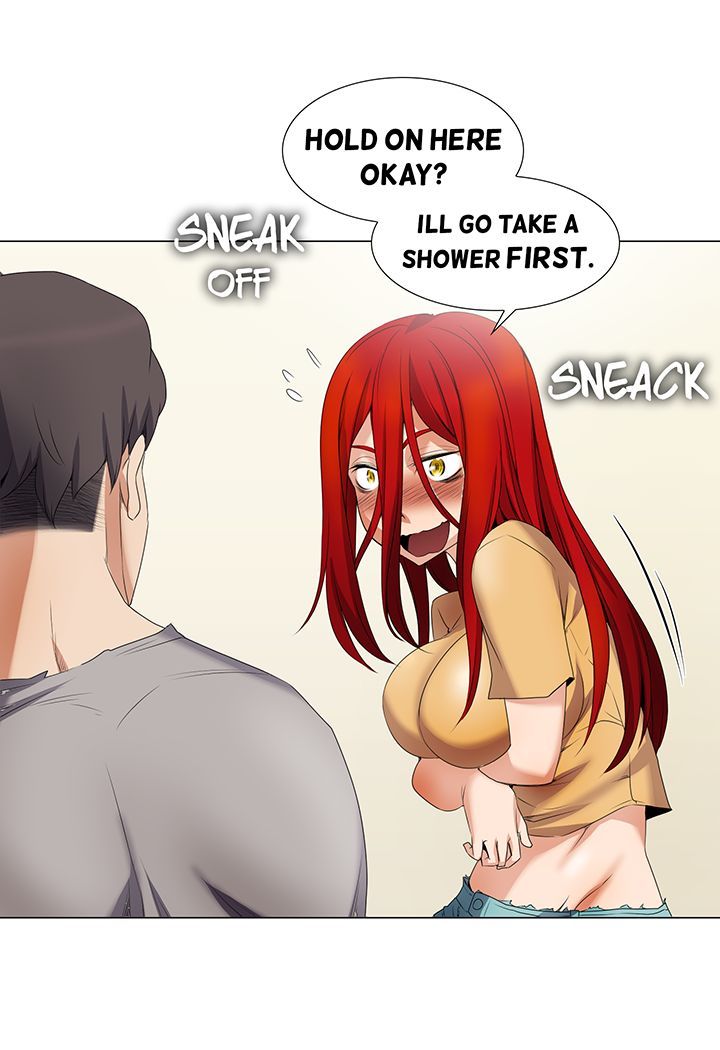 HOLD ON HERE
OKAY?
ILL GO TAKE A
SHOWER FIRST.
SNEAK
OFF
SNEACK